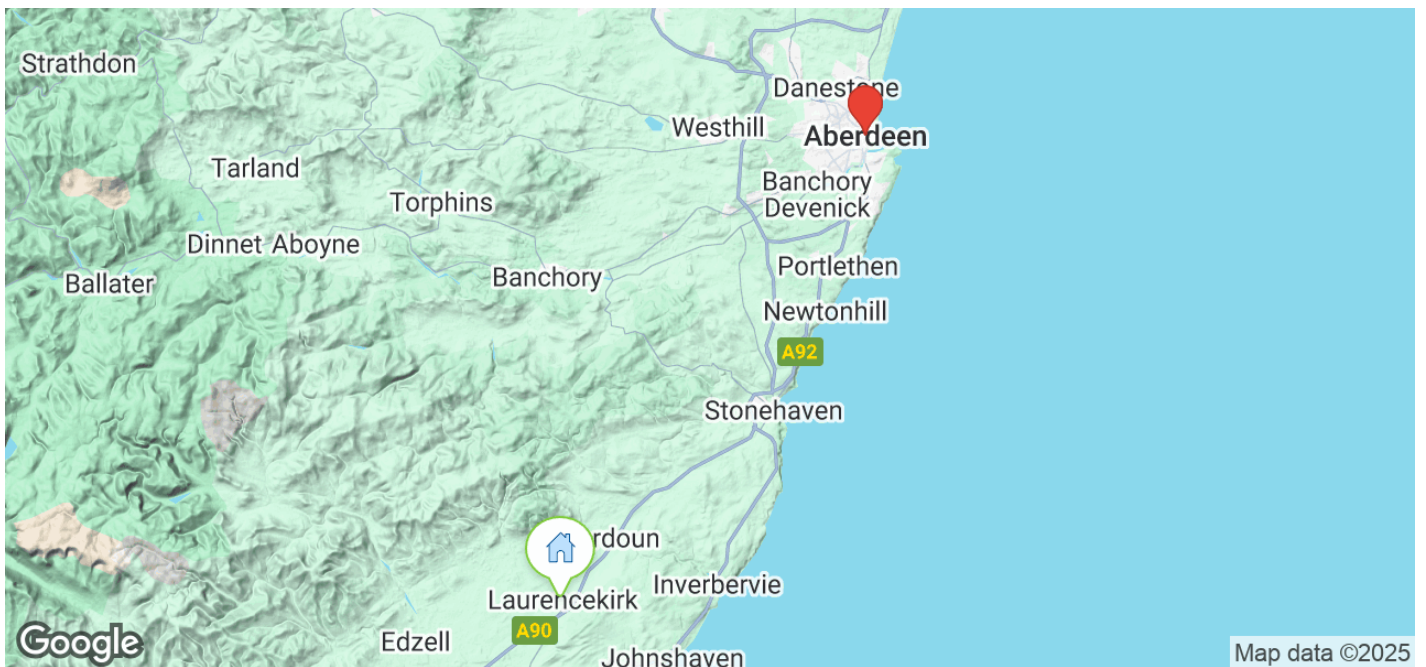 Strathdon
Danestone
Westhill
Aberdeen
Tarland
Banchory
Devenick
Torphins
Dinnet Aboyne
Ballater
Banchory
Portlethen
Newtonhill
A92
Stonehaven
rdoun
Inverbervie
Laurencekirk
A90
Edzell
Johnshaven
Google
Map data ©2025